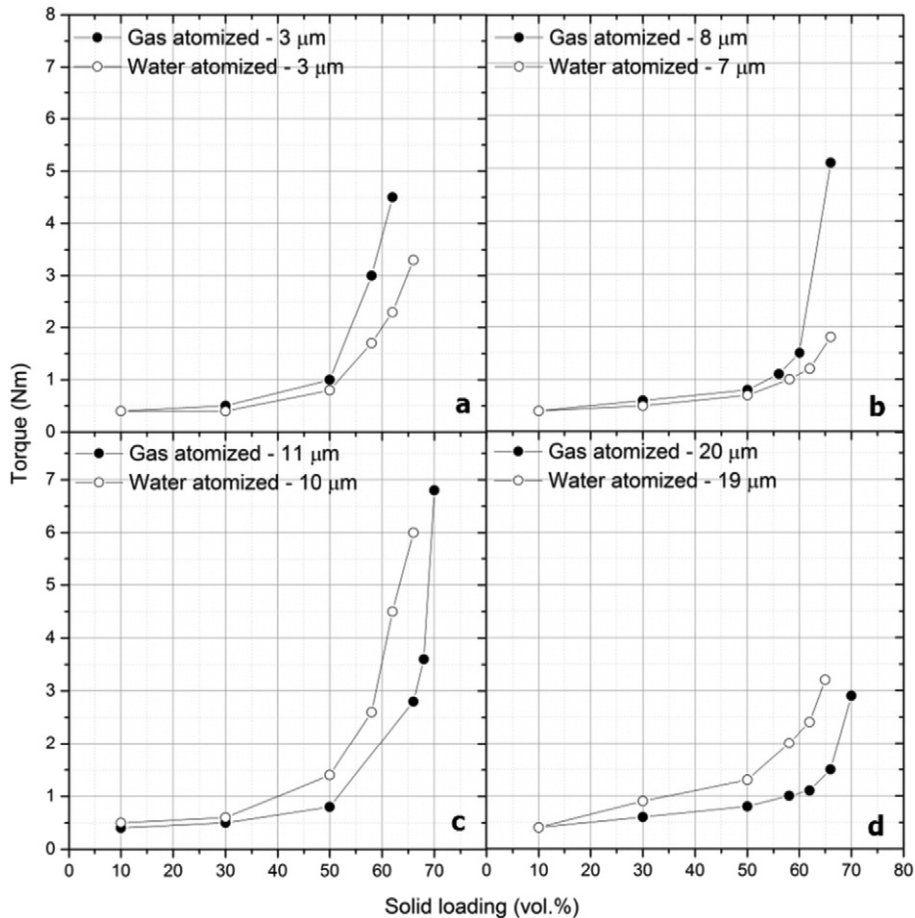 8
7
6
5
4
3
2
1
0
Gas atomized - 3 μm
Water atomized - 3 μm
a
Gas atomized - 8 μm
Water atomized - 7 μm
b
Torque (Nm)
7
6
5
4
3
2
1
0
Gas atomized - 11 μm
Water atomized - 10 μm
c
Gas atomized - 20 μm
Water atomized - 19 μm
d
0 10 20 30 40 50 60 70 0 10 20 30 40 50 60 70 80
Solid loading (vol.%)